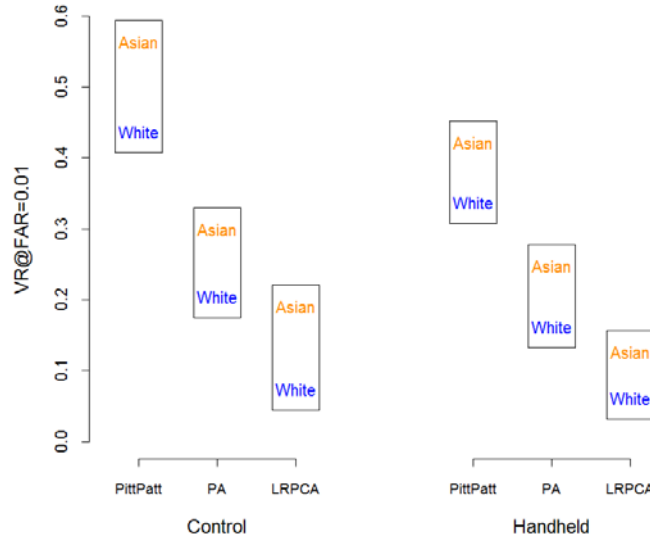 0.6
0.5
0.4
0.3
0.2
0.1
0.0
VR@FAR=0.01
Asian
White
Asian
White
Asian
White
Asian
White
Asian
White
Asian
White
PittPatt PA LRPCA PittPatt PA LRPCA
Control Handheld